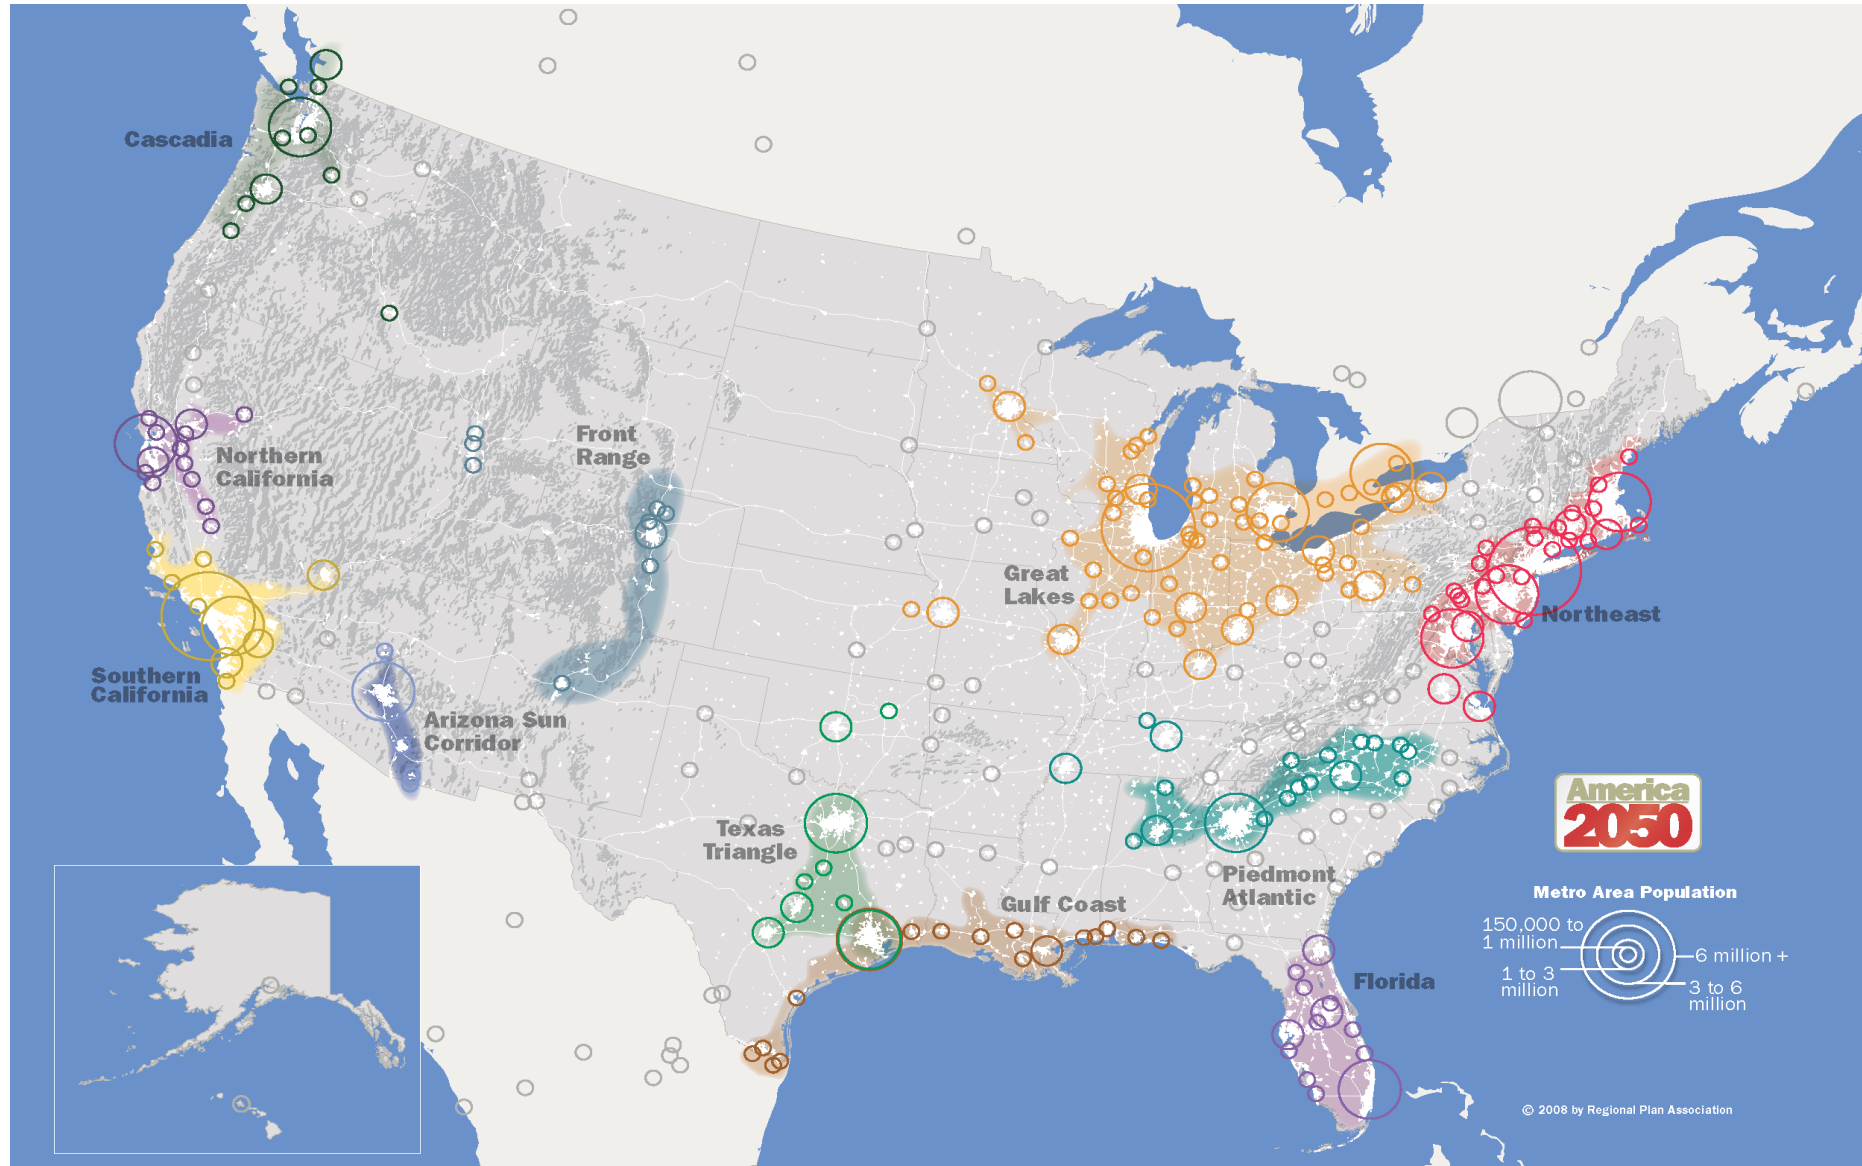 Cascadia
Northern
California
Front
Range
Great
Lakes
Northeast
Southern
California
Arizona Sun
Corridor
Texas
Triangle
Gulf Coast
Piedmont
Atlantic
Florida
America
2050
Metro Area Population
150,000 to
1 million
6 million +
1 to 3
million
3 to 6
million
© 2008 by Regional Plan Association